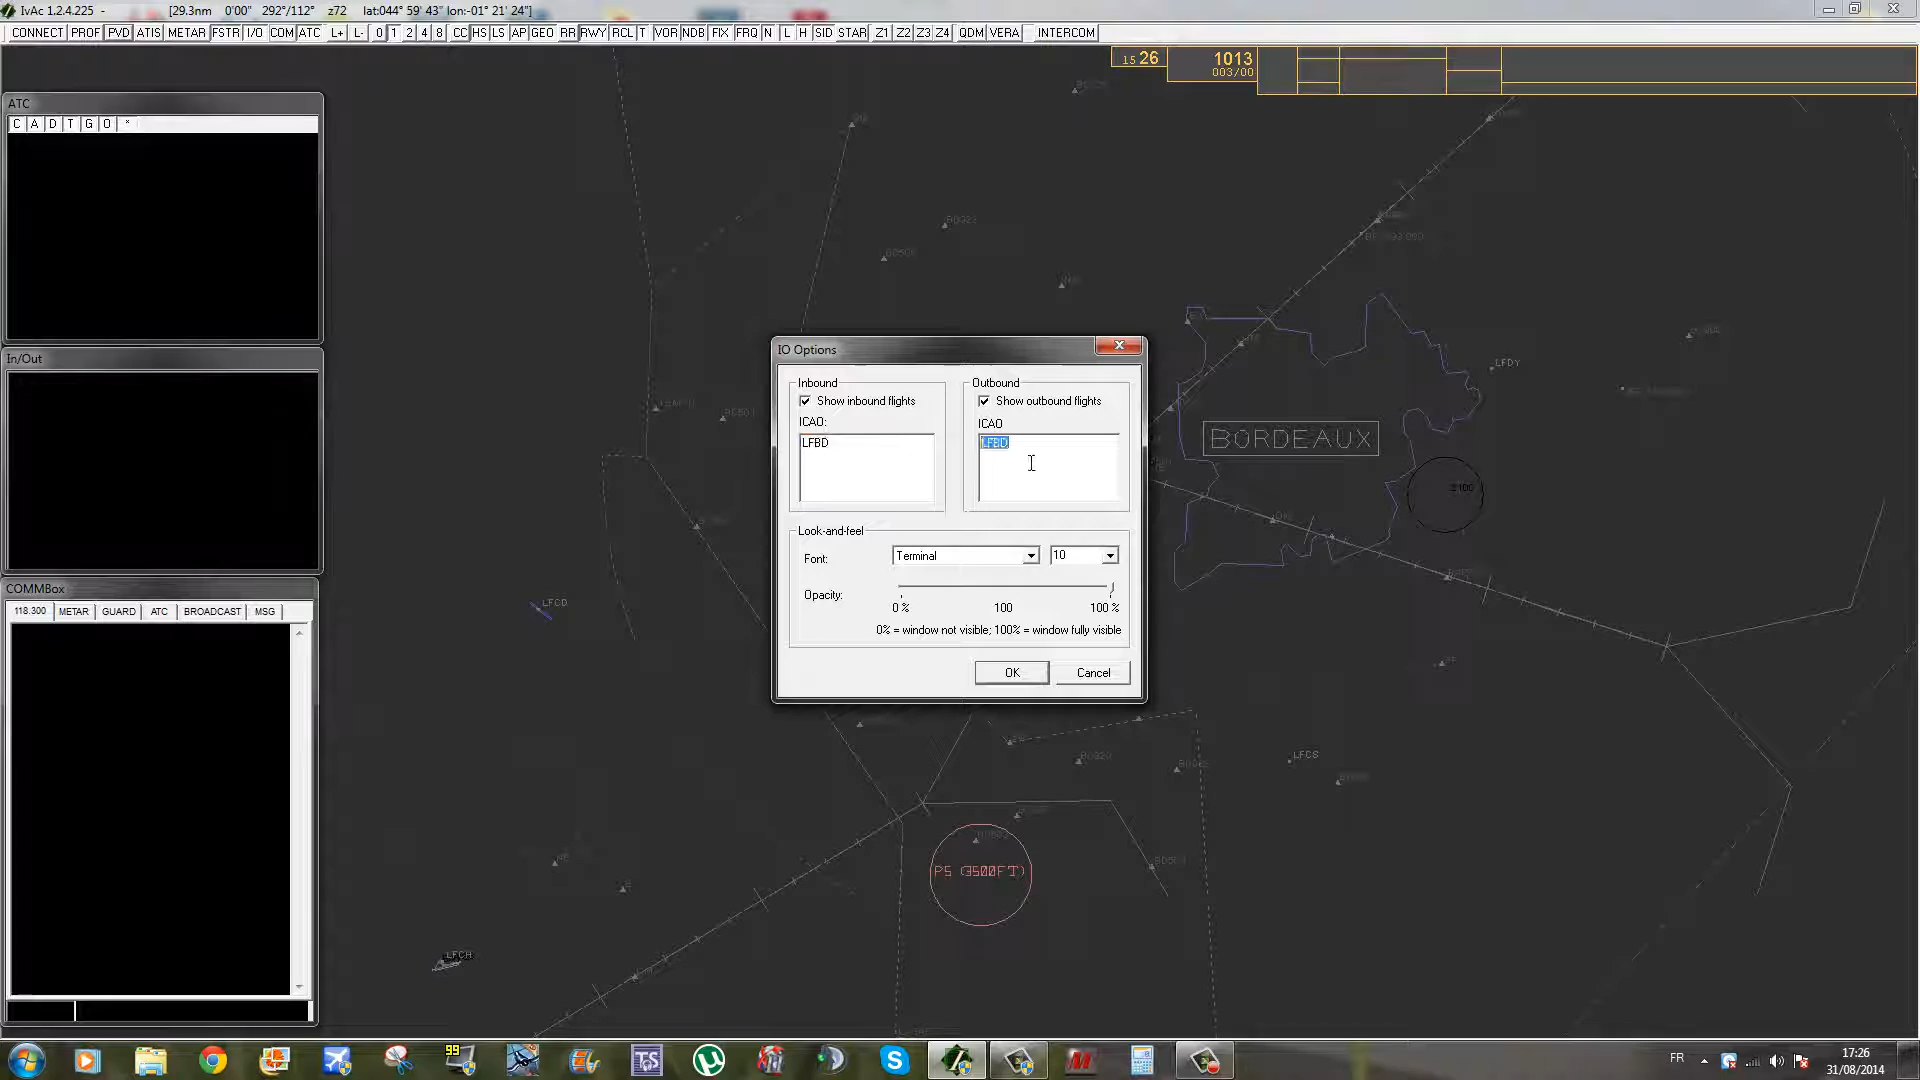 IvAc 1.2.4.225 - [29.3nm 0'00" 292°/112° z72 lat:044° 59' 43" lon:-01° 21' 24"]
CONNECT PROF PVD ATIS METAR FSTR I/O COM ATC L+ L- 0 1 2 4 8 CC HS LS AP GEO RR RWY RCL T VOR NDB FIX FRQ N L H SID STAR Z1 Z2 Z3 Z4 QDM VERA INTERCOM
15 26
1013
003/00
ATC
C A D T G O *
In/Out
COMMBox
118.300 METAR GUARD ATC BROADCAST MSG
IO Options
Inbound
Show inbound flights
ICAO:
LFBD
Outbound
Show outbound flights
ICAO
LFBD
Look-and-feel
Font:
Terminal
10
Opacity:
0 %
100
100 %
0% = window not visible; 100% = window fully visible
OK
Cancel
LFDY
BORDEAUX
LFCD
LFCS
P5 (3500FT)
LFCH
99
FR
17:26
31/08/2014